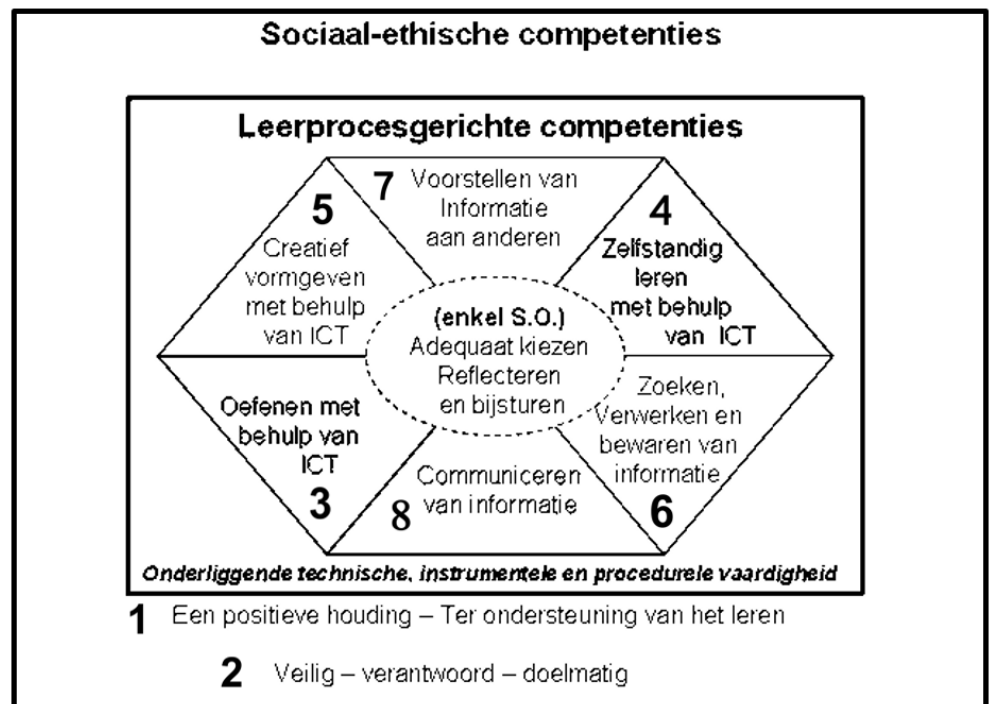 Sociaal-ethische competenties
Leerprocesgerichte competenties
5
Creatief
vormgeven
met behulp
van ICT
7
Voorstellen van
Informatie
aan anderen
4
Zelfstandig
leren
met behulp
van ICT
(enkel S.O.)
Adequaat kiezen
Reflecteren
en bijsturen
Oefenen met
behulp van
ICT
3
8
Communiceren
van informatie
Zoeken,
Verwerken en
bewaren van
informatie
6
Onderliggende technische, instrumentele en procedurele vaardigheid
1 Een positieve houding – Ter ondersteuning van het leren
2 Veilig – verantwoord – doelmatig